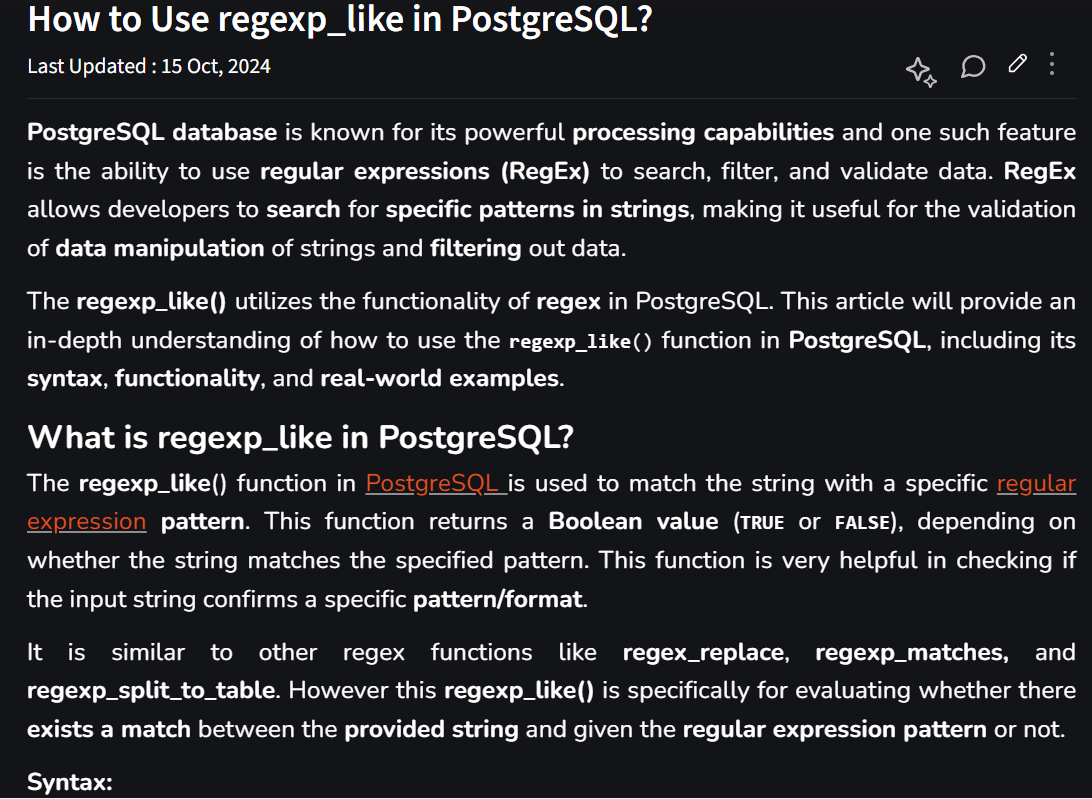 How to Use regexp_like in PostgreSQL?
Last Updated : 15 Oct, 2024
PostgreSQL database is known for its powerful processing capabilities and one such feature
is the ability to use regular expressions (RegEx) to search, filter, and validate data. RegEx
allows developers to search for specific patterns in strings, making it useful for the validation
of data manipulation of strings and filtering out data.
The regexp_like() utilizes the functionality of regex in PostgreSQL. This article will provide an
in-depth understanding of how to use the regexp_like() function in PostgreSQL, including its
syntax, functionality, and real-world examples.
What is regexp_like in PostgreSQL?
The regexp_like() function in PostgreSQL is used to match the string with a specific regular
expression pattern. This function returns a Boolean value (TRUE or FALSE), depending on
whether the string matches the specified pattern. This function is very helpful in checking if
the input string confirms a specific pattern/format.
It is similar to other regex functions like regex_replace, regexp_matches, and
regexp_split_to_table. However this regexp_like() is specifically for evaluating whether there
exists a match between the provided string and given the regular expression pattern or not.
Syntax: